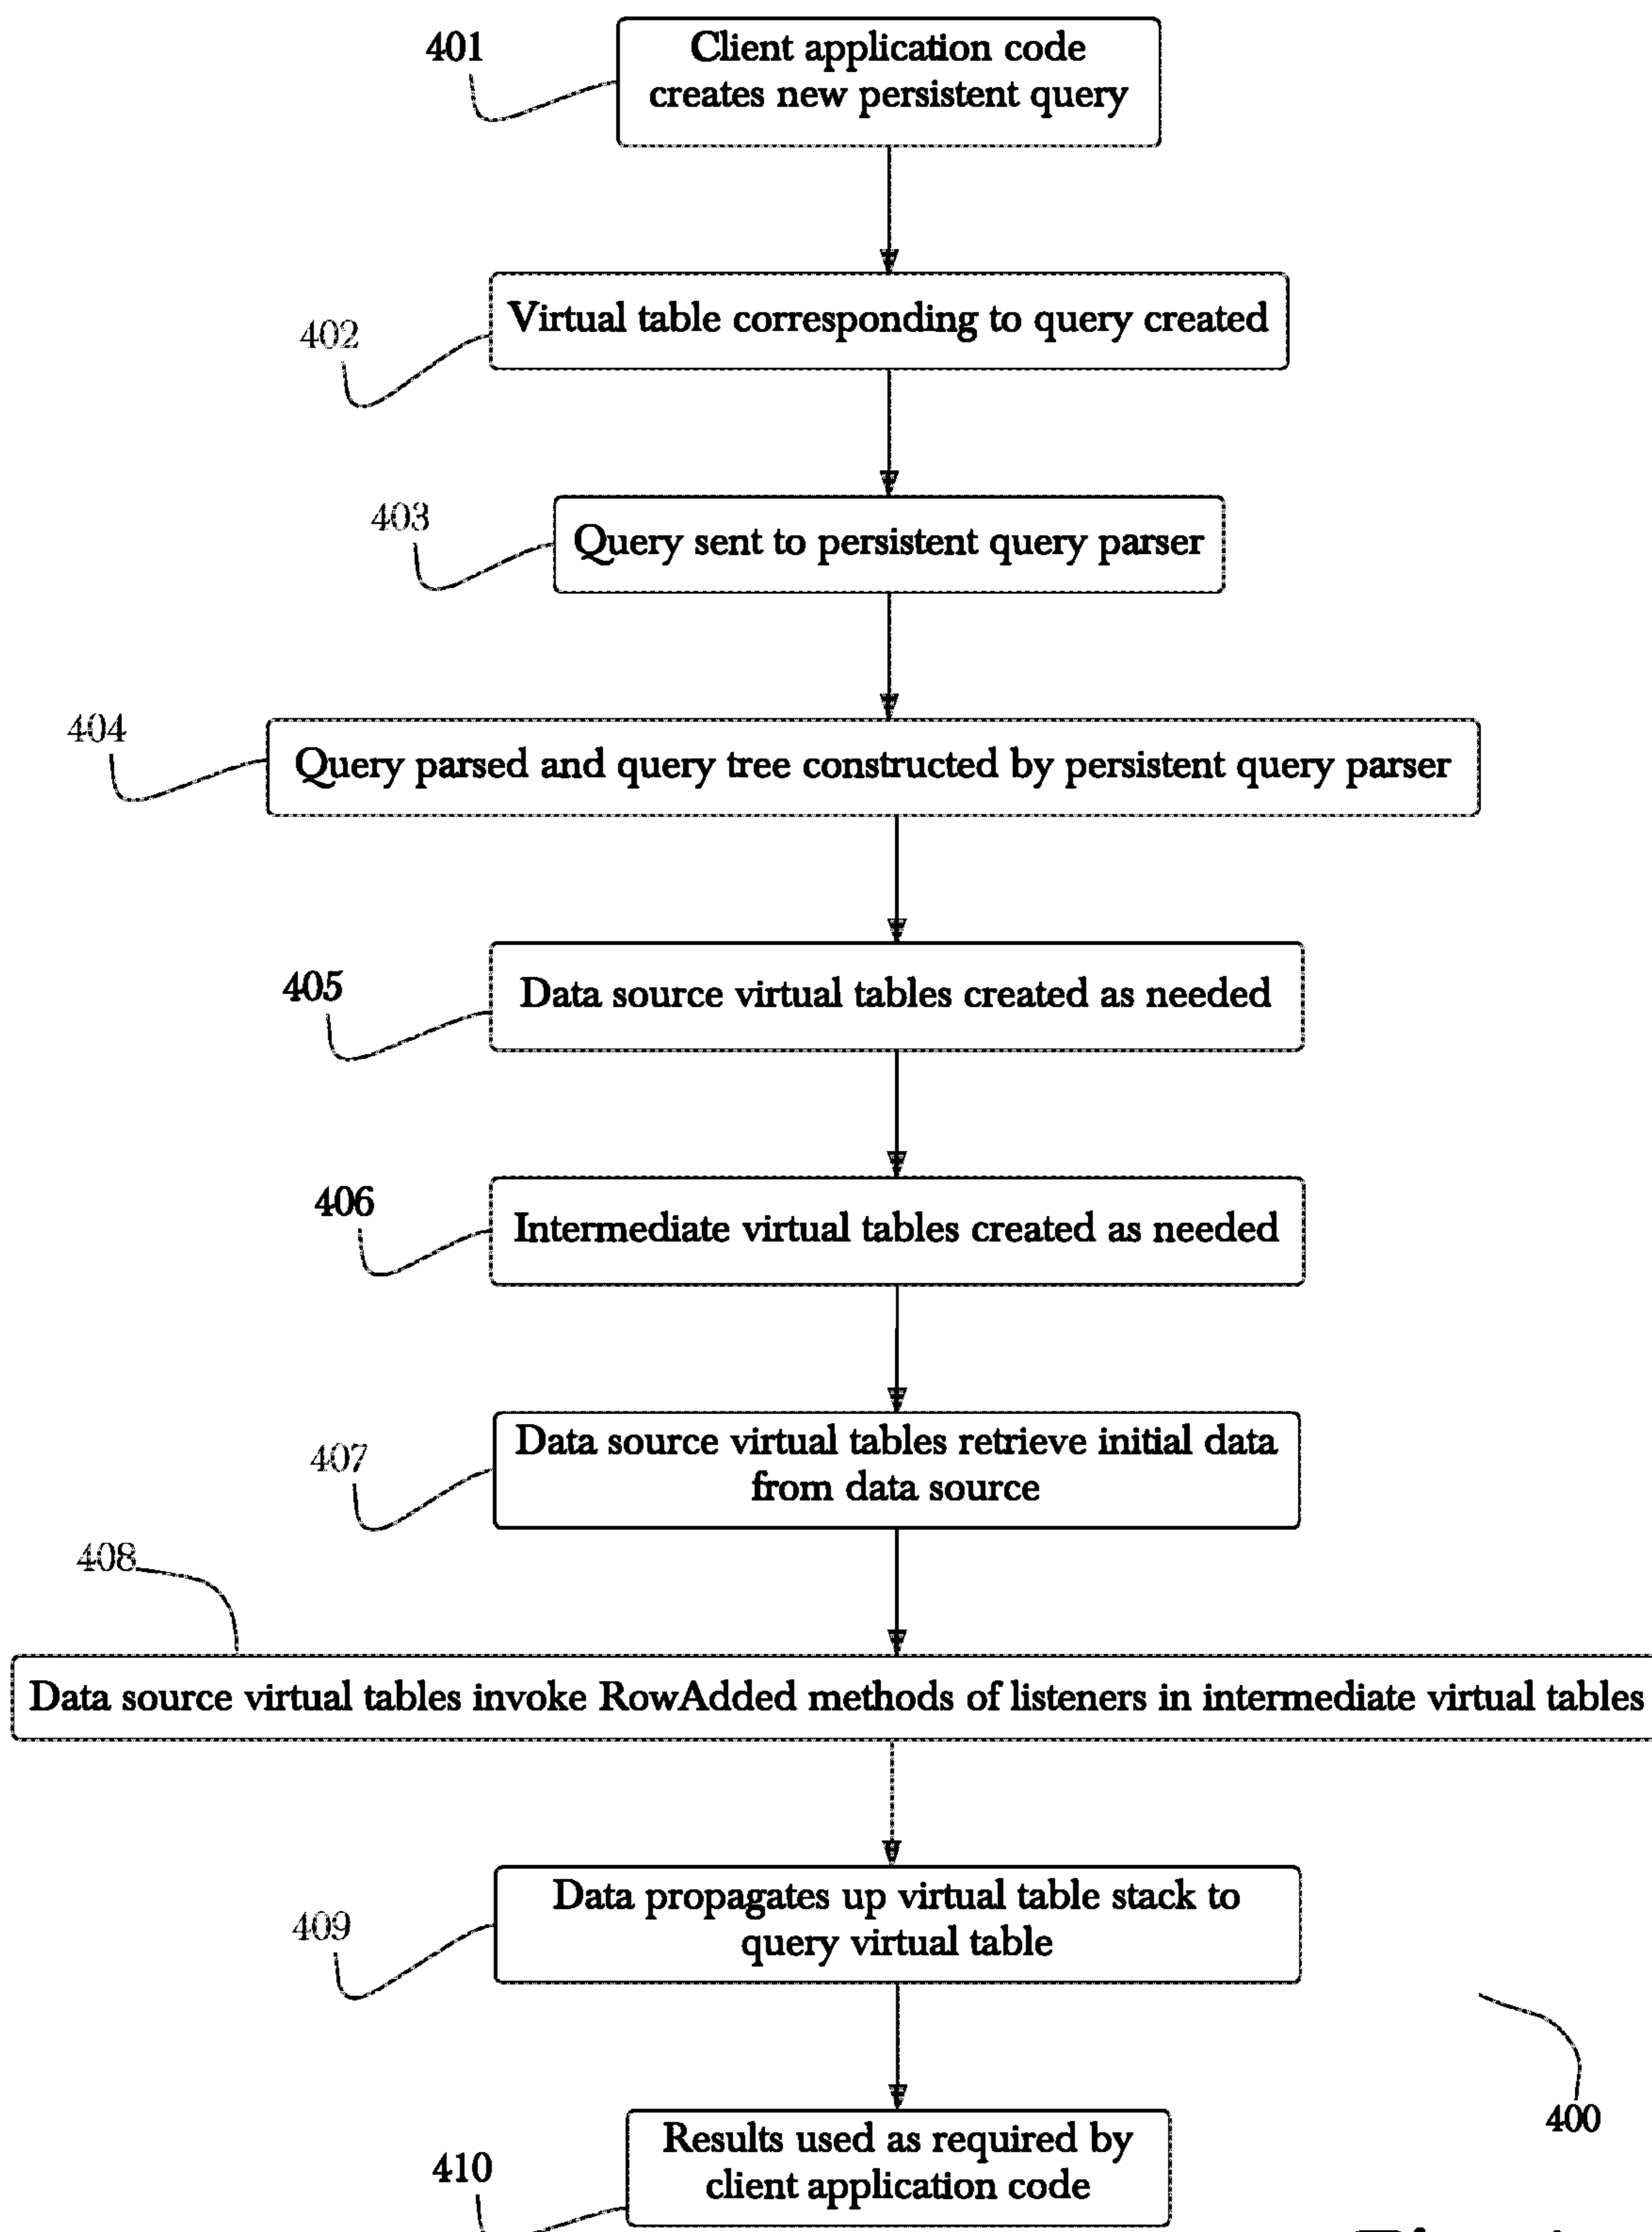 401
Client application code
creates new persistent query
402
Virtual table corresponding to query created
403
Query sent to persistent query parser
404
Query parsed and query tree constructed by persistent query parser
405
Data source virtual tables created as needed
406
Intermediate virtual tables created as needed
407
Data source virtual tables retrieve initial data
from data source
408
Data source virtual tables invoke RowAdded methods of listeners in intermediate virtual tables
409
Data propagates up virtual table stack to
query virtual table
400
410
Results used as required by
client application code